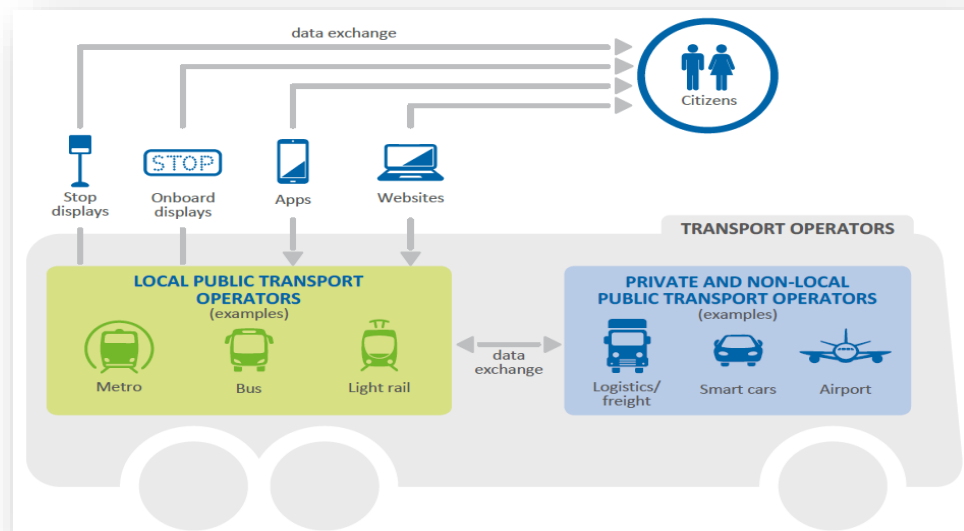 data exchange
Citizens
STOP
Stop
displays
Onboard
displays
Apps
Websites
TRANSPORT OPERATORS
LOCAL PUBLIC TRANSPORT
OPERATORS
(examples)
Metro
Bus
Light rail
data
exchange
PRIVATE AND NON-LOCAL
PUBLIC TRANSPORT OPERATORS
(examples)
Logistics/
freight
Smart cars
Airport